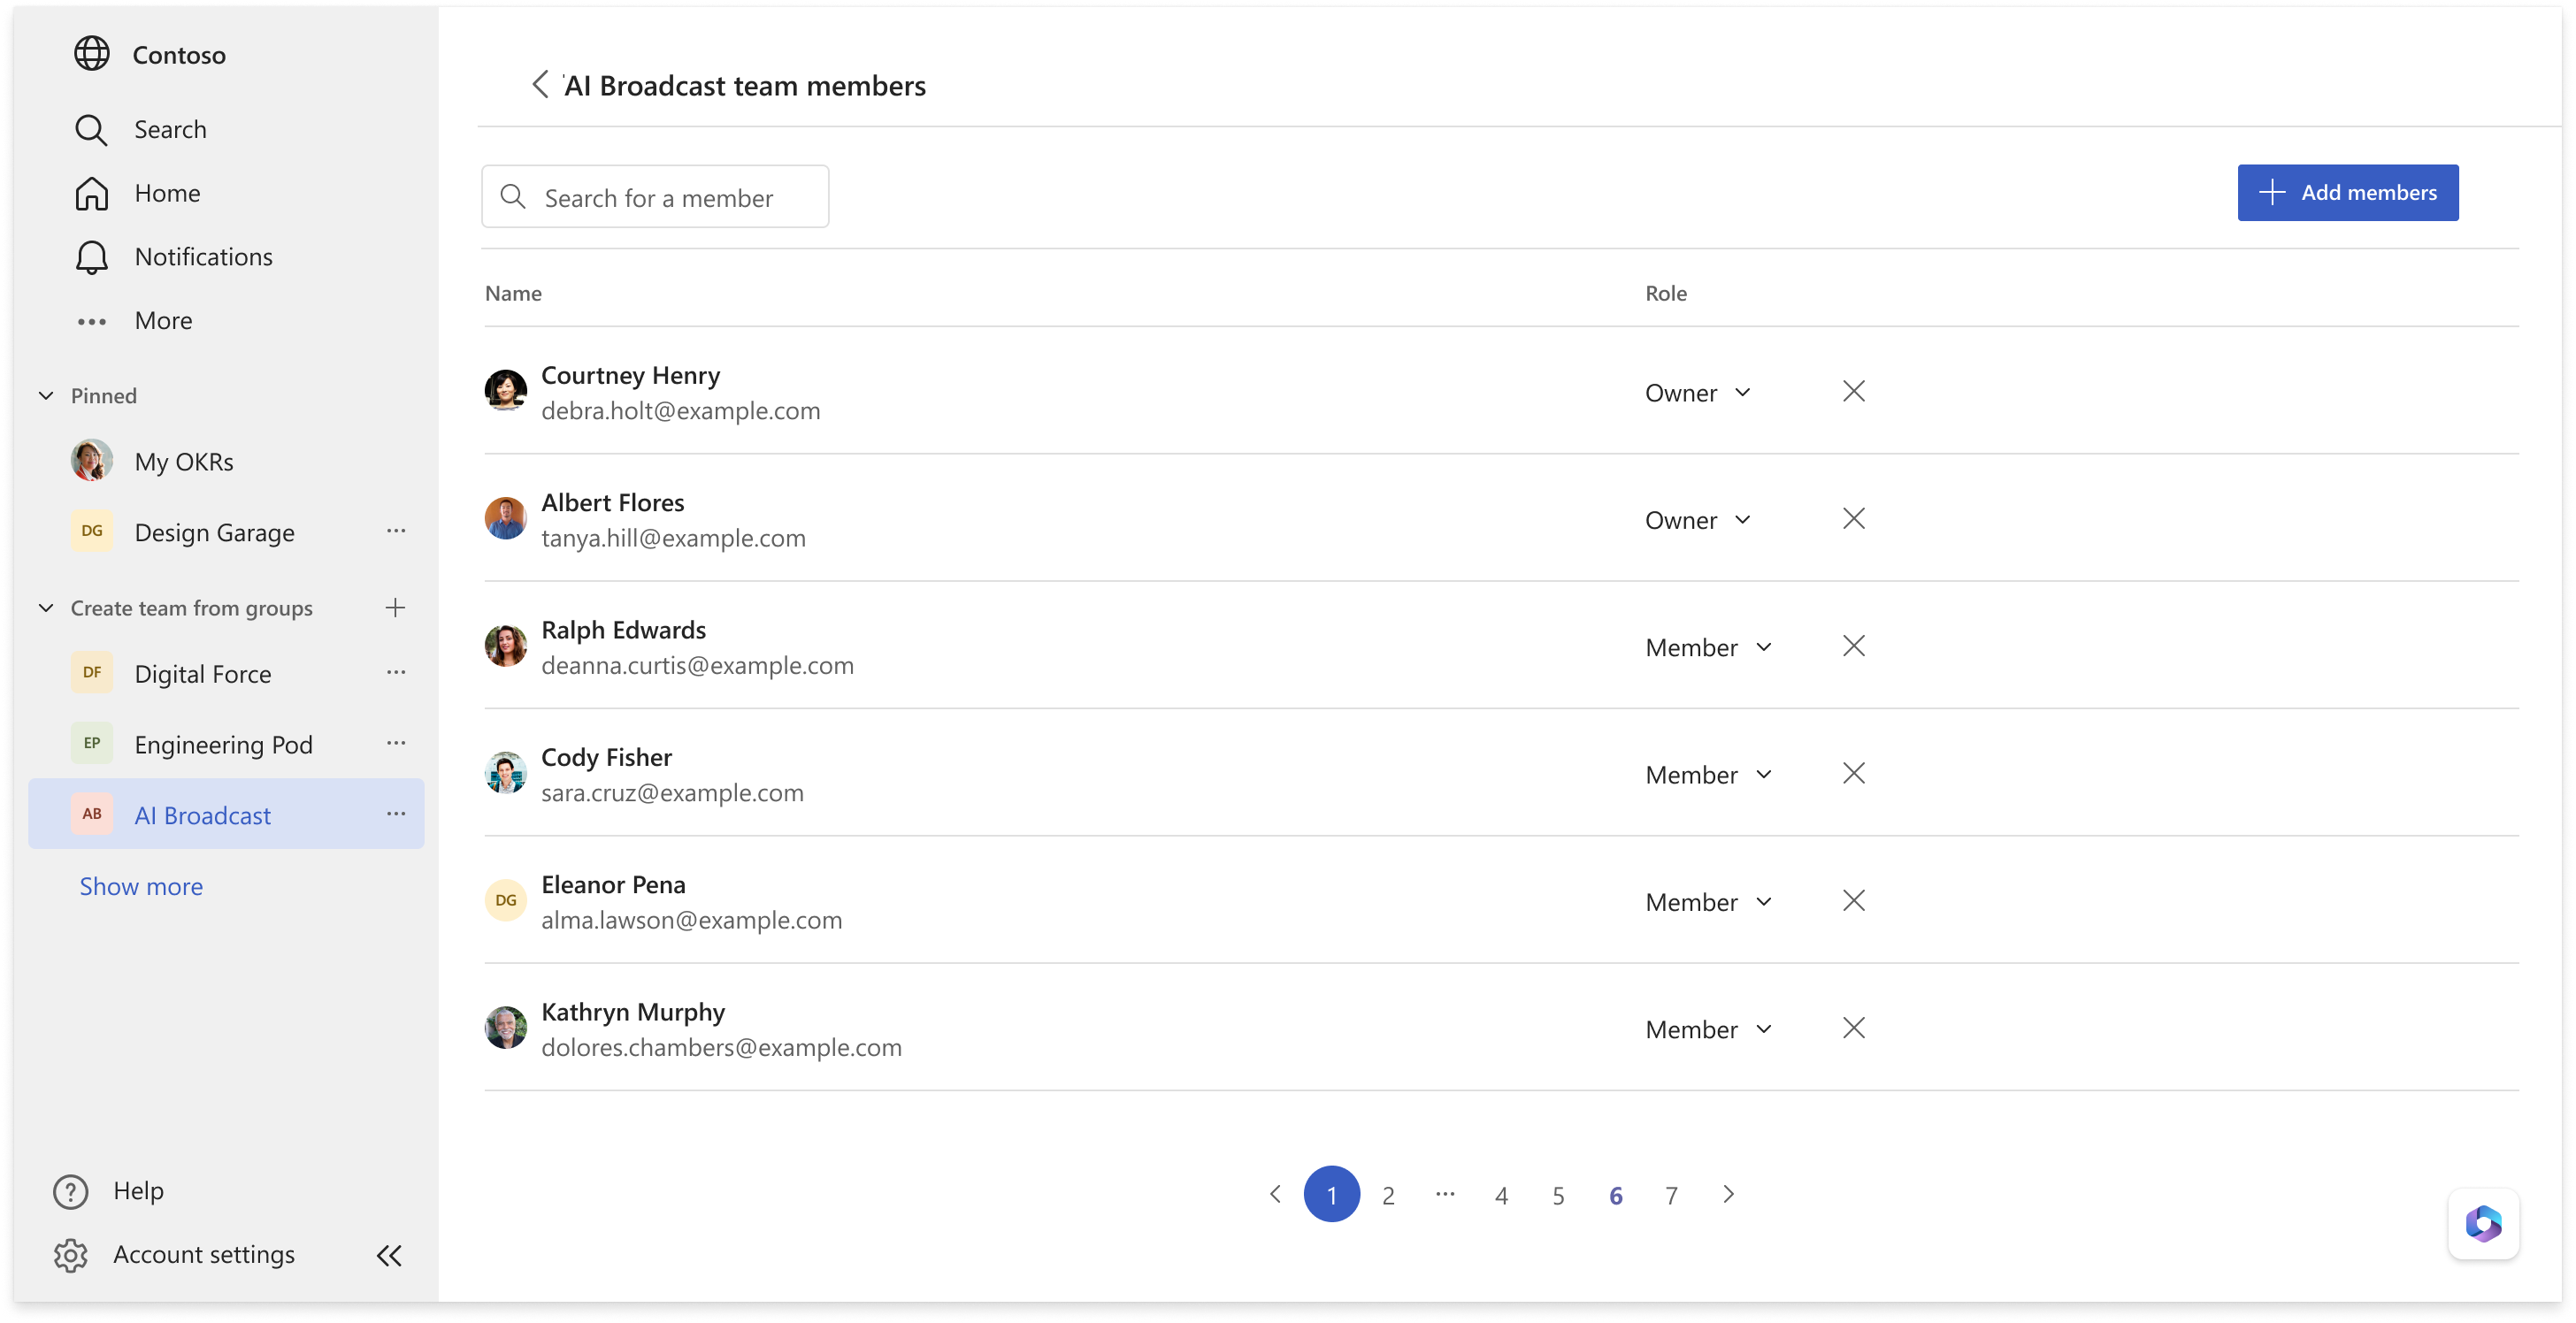 Contoso
Search
Home
Notifications
More
Pinned
My OKRs
DG Design Garage
Create team from groups
DF Digital Force
EP Engineering Pod
AB AI Broadcast
Show more
Help
Account settings
'AI Broadcast team members
Search for a member
Add members
Name Role
Courtney Henry
debra.holt@example.com
Owner
Albert Flores
tanya.hill@example.com
Owner
Ralph Edwards
deanna.curtis@example.com
Member
Cody Fisher
sara.cruz@example.com
Member
DG
Eleanor Pena
alma.lawson@example.com
Member
Kathryn Murphy
dolores.chambers@example.com
Member
1 2 ... 4 5 6 7